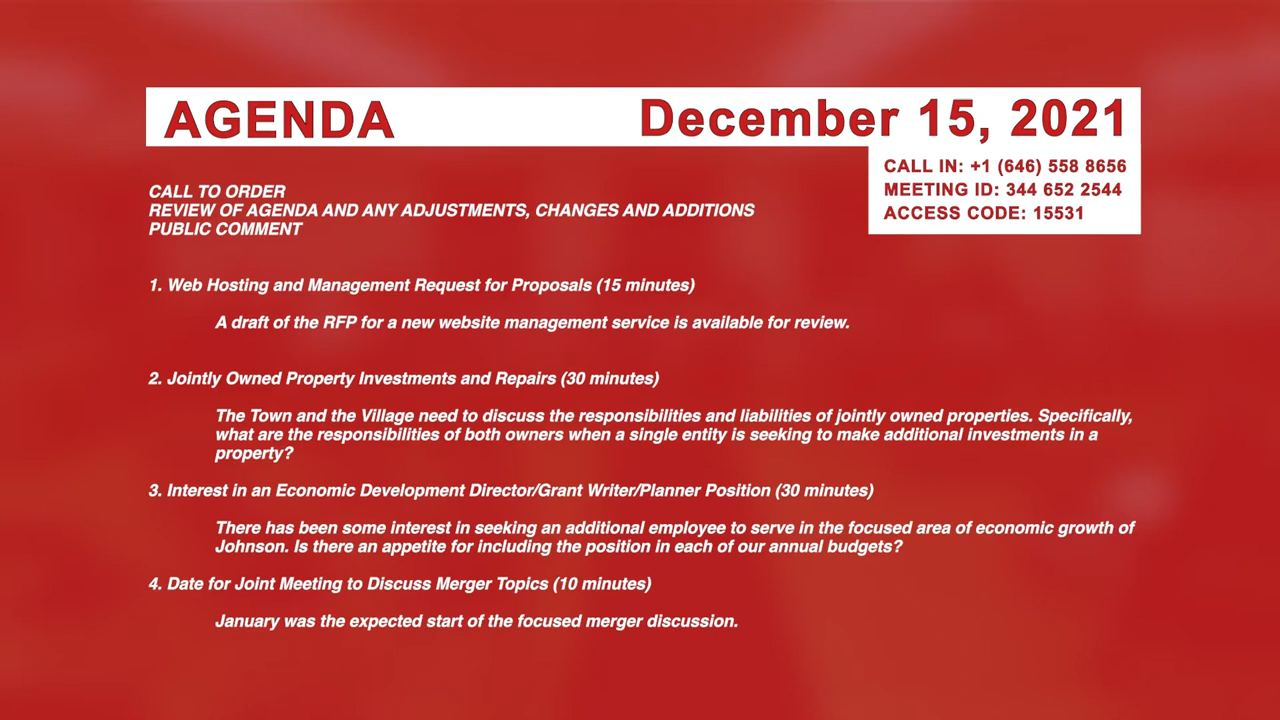 AGENDA
December 15, 2021
CALL IN: +1 (646) 558 8656
MEETING ID: 344 652 2544
ACCESS CODE: 15531
CALL TO ORDER
REVIEW OF AGENDA AND ANY ADJUSTMENTS, CHANGES AND ADDITIONS
PUBLIC COMMENT
1. Web Hosting and Management Request for Proposals (15 minutes)
A draft of the RFP for a new website management service is available for review.
2. Jointly Owned Property Investments and Repairs (30 minutes)
The Town and the Village need to discuss the responsibilities and liabilities of jointly owned properties. Specifically,
what are the responsibilities of both owners when a single entity is seeking to make additional investments in a
property?
3. Interest in an Economic Development Director/Grant Writer/Planner Position (30 minutes)
There has been some interest in seeking an additional employee to serve in the focused area of economic growth of
Johnson. Is there an appetite for including the position in each of our annual budgets?
4. Date for Joint Meeting to Discuss Merger Topics (10 minutes)
January was the expected start of the focused merger discussion.